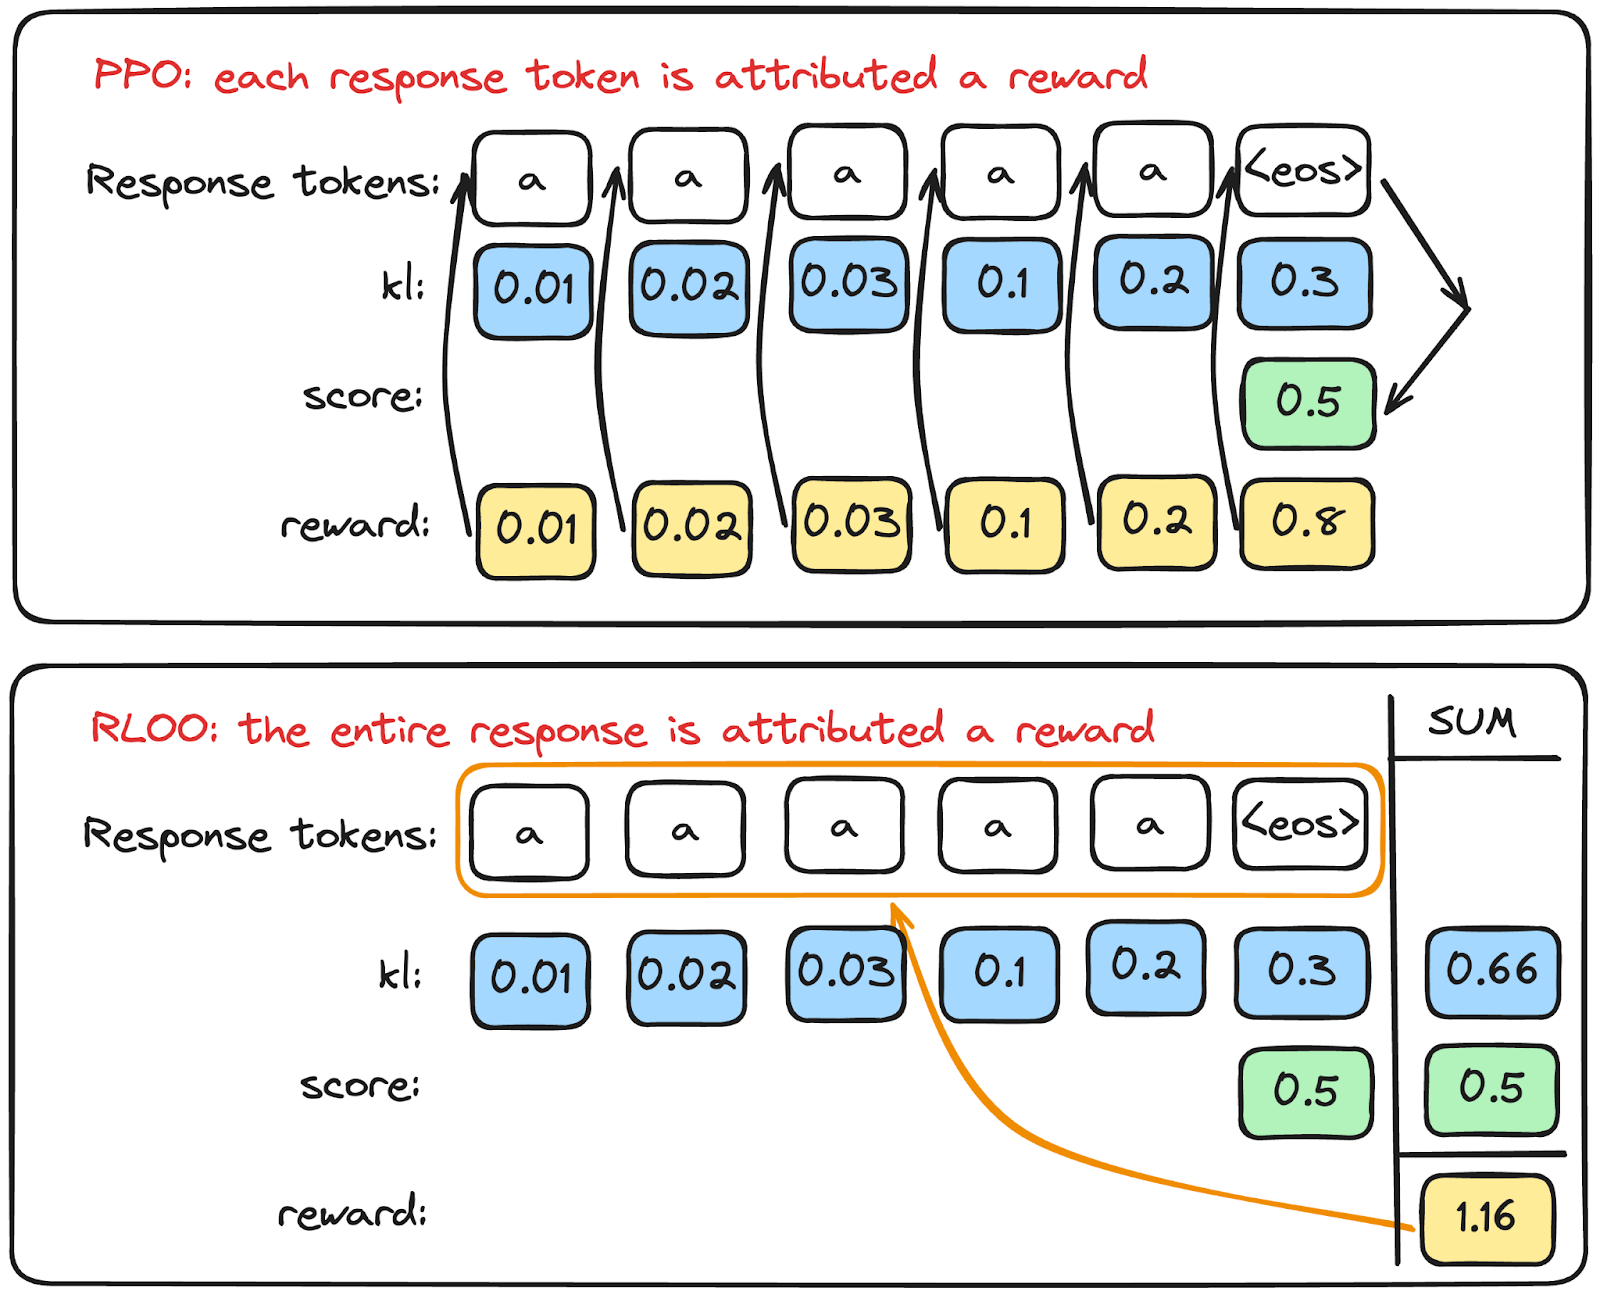 PPO: each response token is attributed a reward
Response tokens: a a a a a <eos>
kl: 0.01 0.02 0.03 0.1 0.2 0.3
score: 0.5
reward: 0.01 0.02 0.03 0.1 0.2 0.8
RLOO: the entire response is attributed a reward SUM
Response tokens: a a a a a <eos>
kl: 0.01 0.02 0.03 0.1 0.2 0.3 0.66
score: 0.5 0.5
reward: 1.16